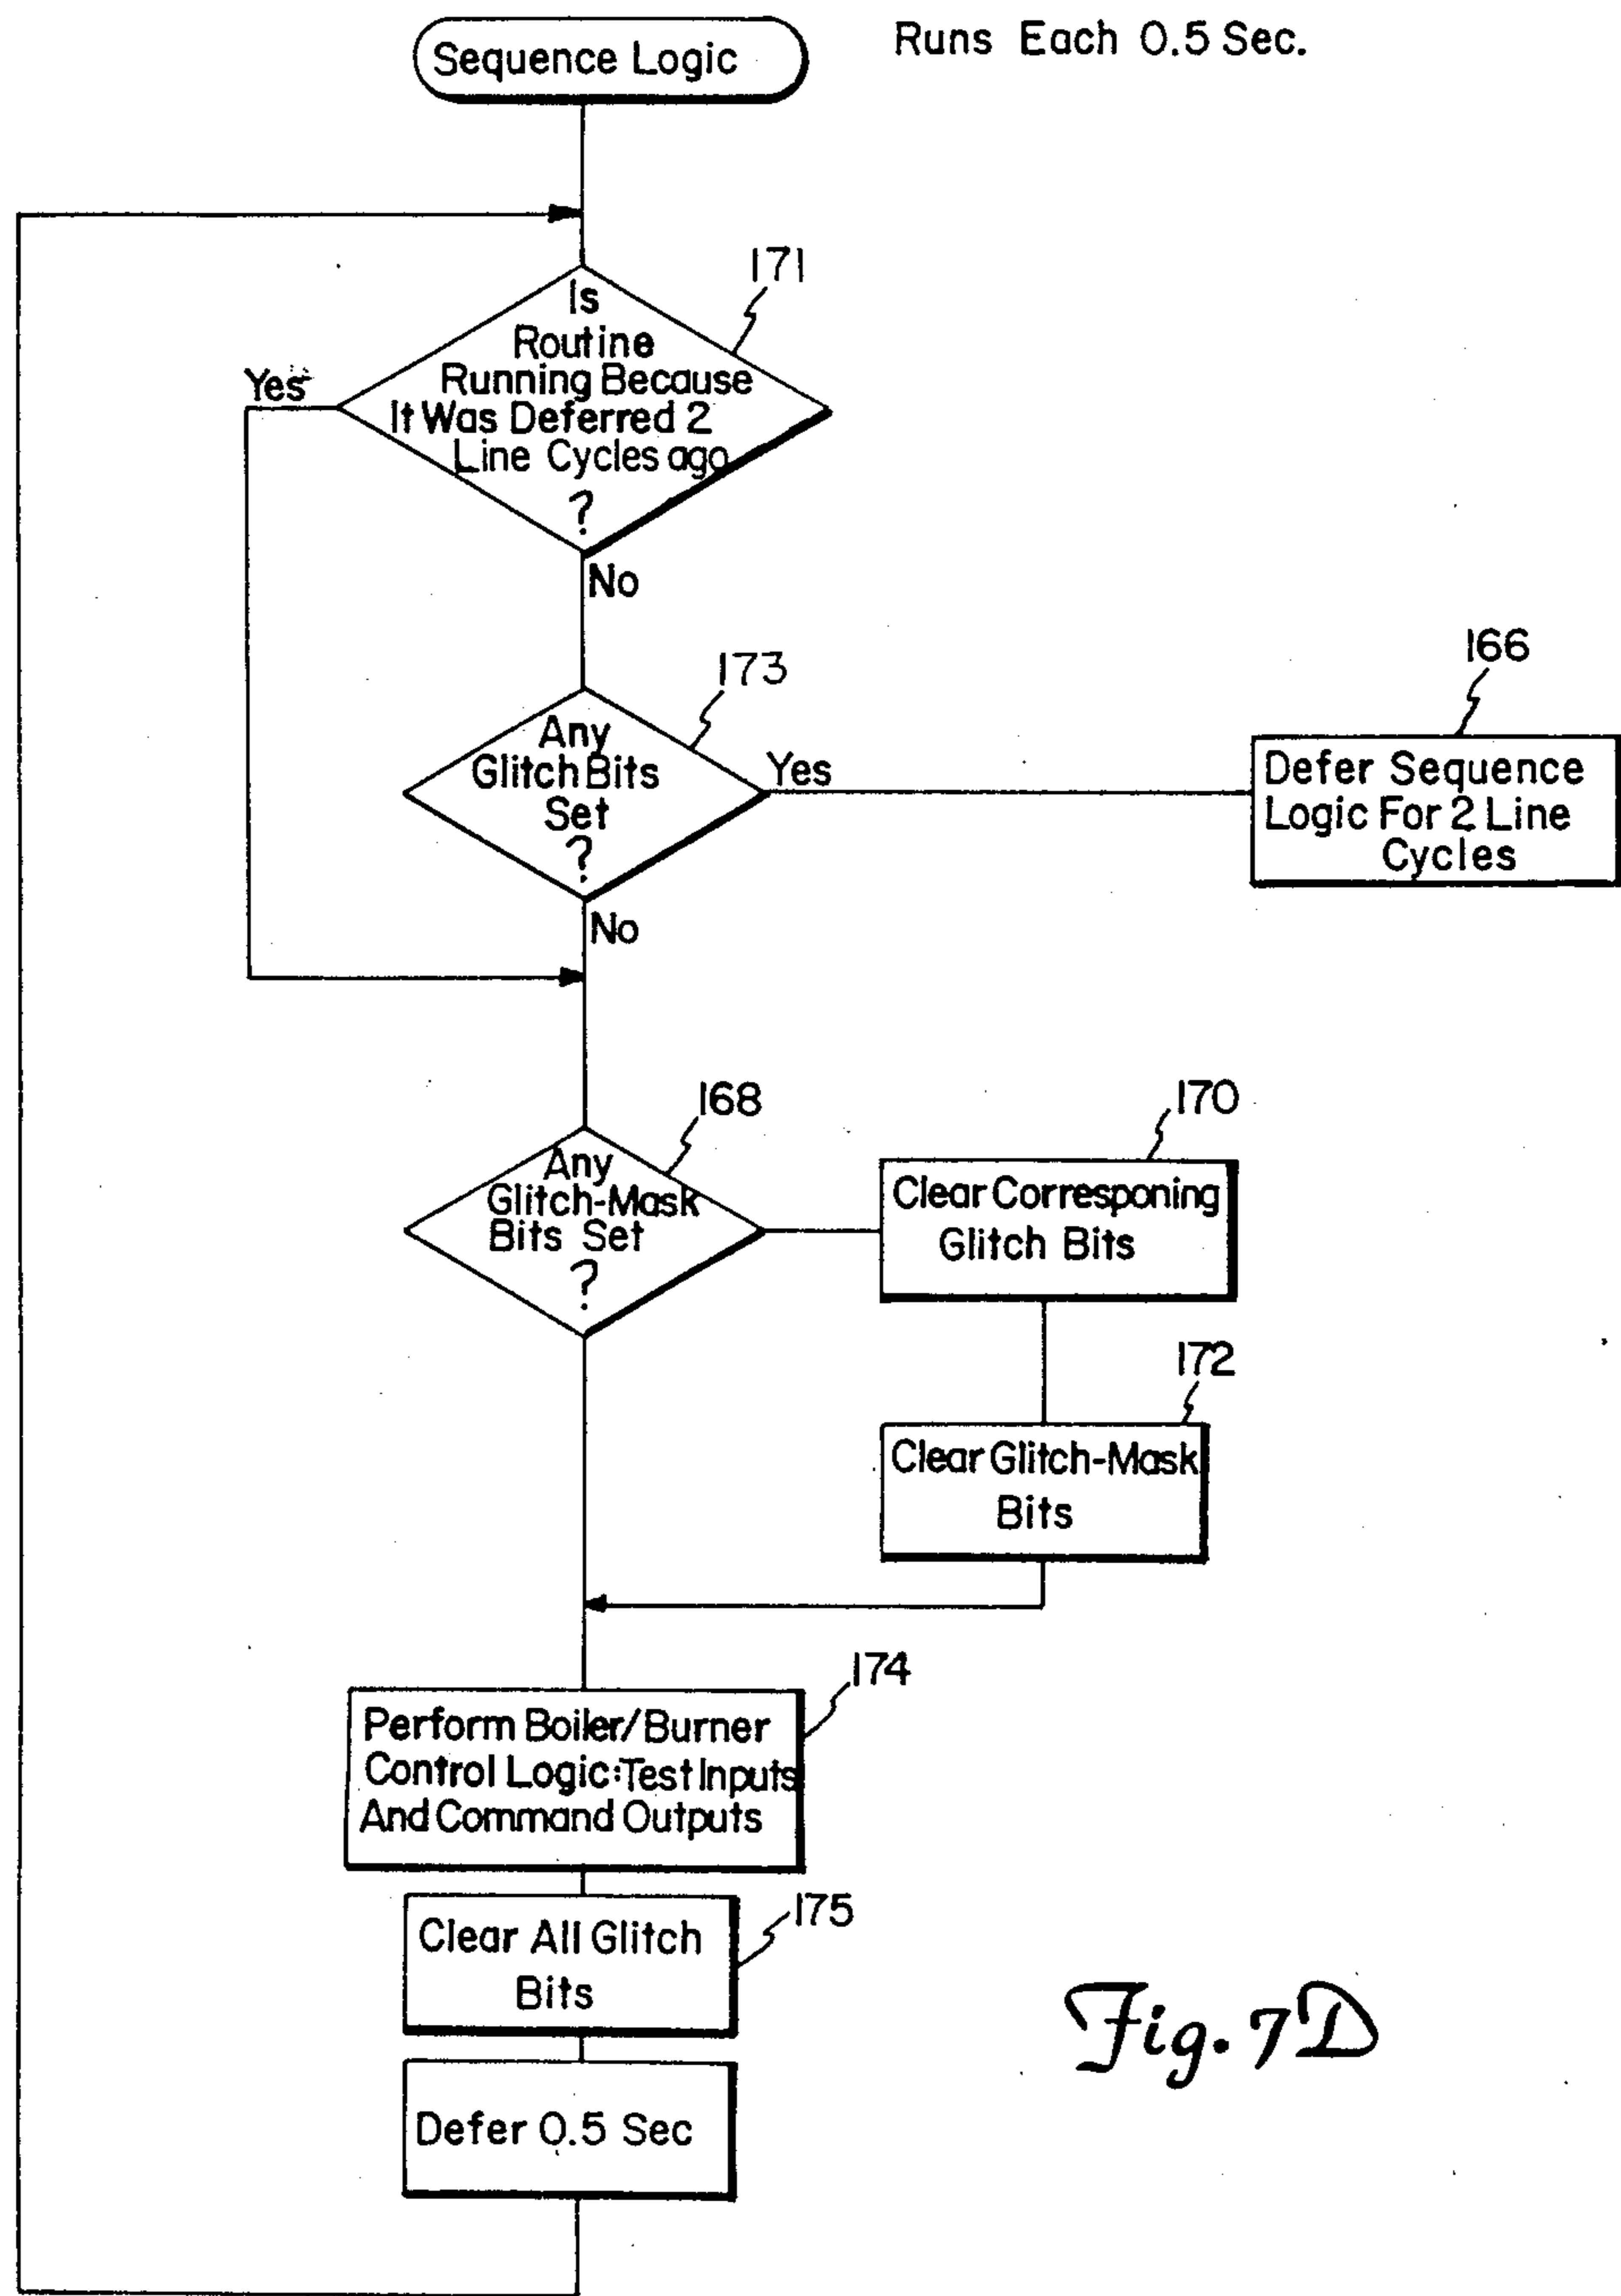 Sequence Logic
Runs Each 0.5 Sec.
171
Is
Routine
Running Because
It Was Deferred 2
Line Cycles ago
?
Yes
No
173
Any
Glitch Bits
Set
?
Yes
No
166
Defer Sequence
Logic For 2 Line
Cycles
168
Any
Glitch-Mask
Bits Set
?
170
Clear Corresponing
Glitch Bits
172
Clear Glitch-Mask
Bits
174
Perform Boiler/Burner
Control Logic:Test Inputs
And Command Outputs
175
Clear All Glitch
Bits
Defer 0.5 Sec
Fig. 7D